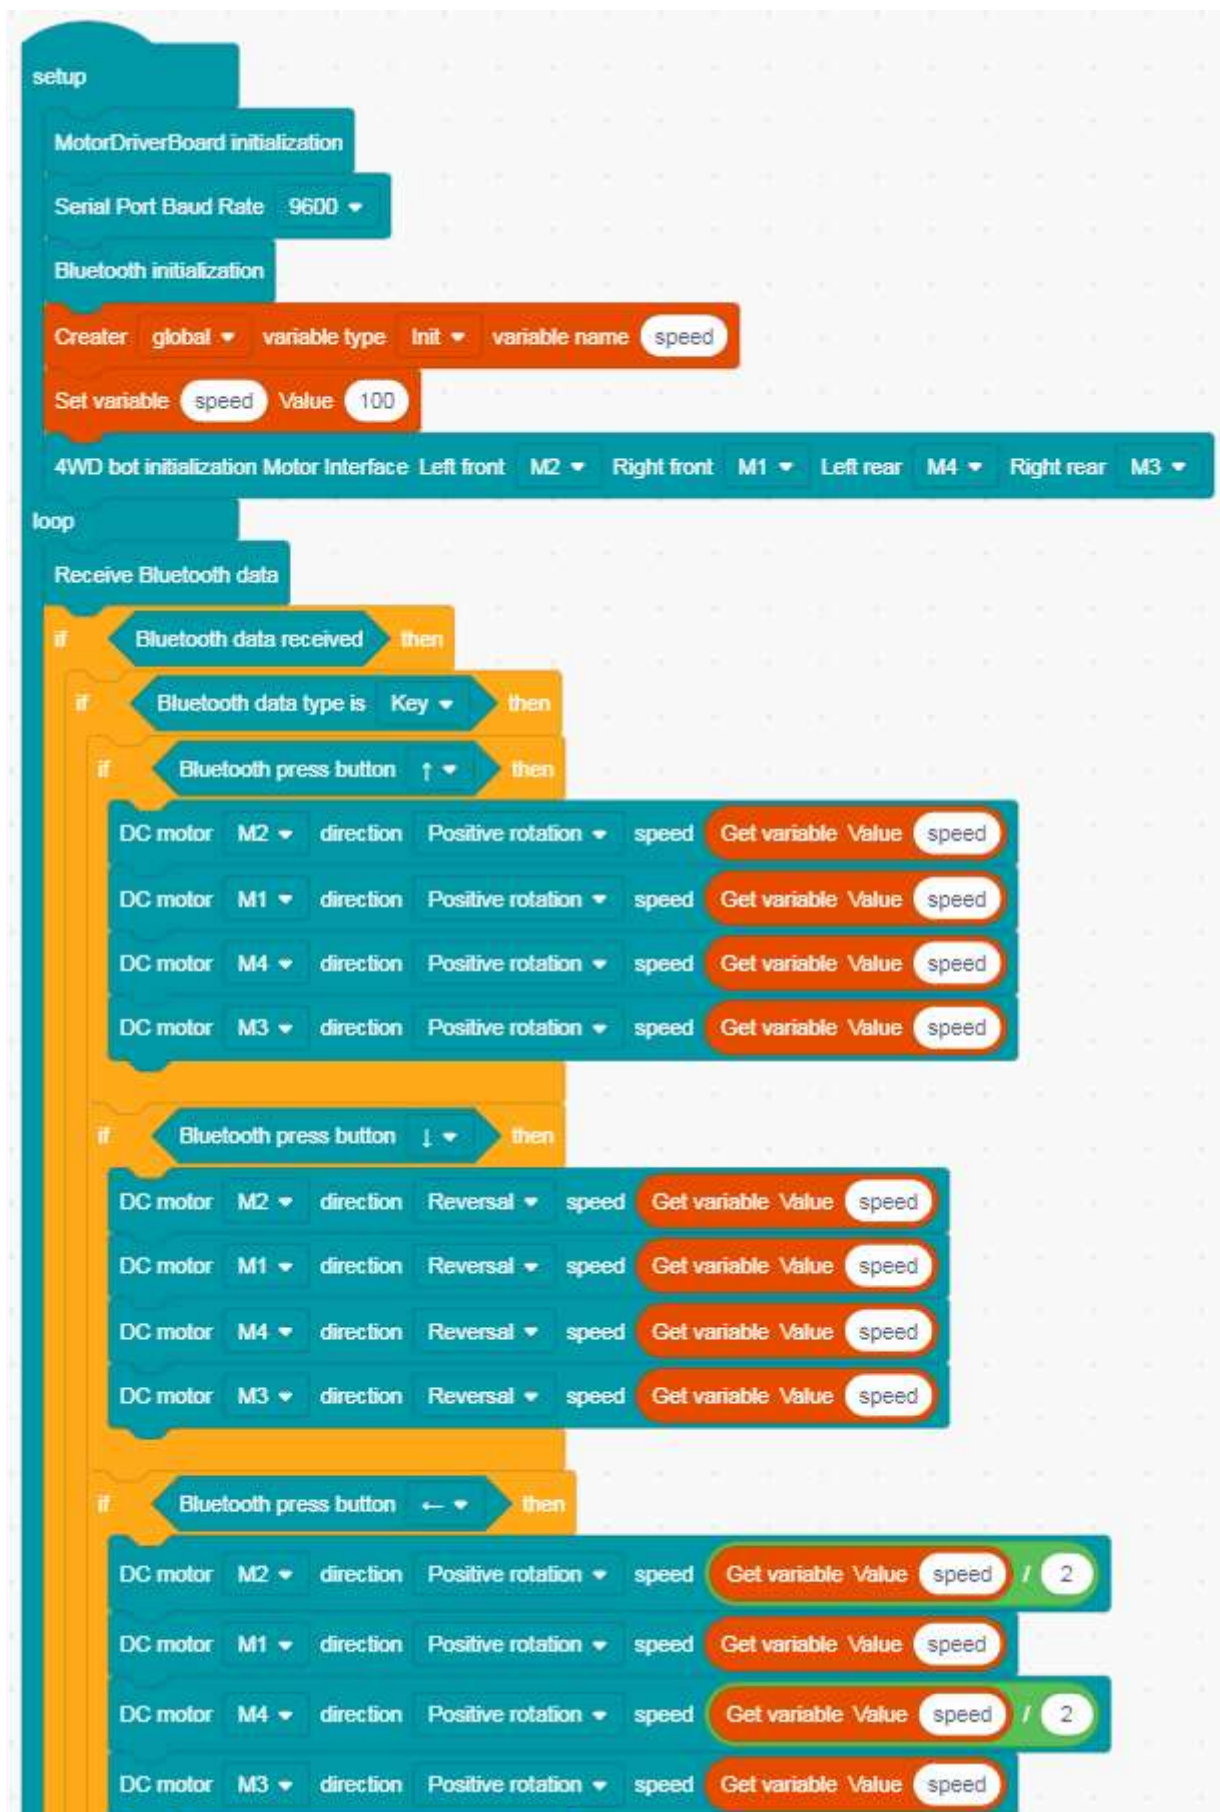 setup
MotorDriverBoard initialization
Serial Port Baud Rate 9600
Bluetooth initialization
Creater global variable type Init variable name speed
Set variable speed Value 100
4WD bot initialization Motor Interface Left front M2 Right front M1 Left rear M4 Right rear M3
loop
Receive Bluetooth data
if Bluetooth data received then
if Bluetooth data type is Key then
if Bluetooth press button ↑ then
DC motor M2 direction Positive rotation speed Get variable Value speed
DC motor M1 direction Positive rotation speed Get variable Value speed
DC motor M4 direction Positive rotation speed Get variable Value speed
DC motor M3 direction Positive rotation speed Get variable Value speed
if Bluetooth press button ↓ then
DC motor M2 direction Reversal speed Get variable Value speed
DC motor M1 direction Reversal speed Get variable Value speed
DC motor M4 direction Reversal speed Get variable Value speed
DC motor M3 direction Reversal speed Get variable Value speed
if Bluetooth press button ← then
DC motor M2 direction Positive rotation speed Get variable Value speed / 2
DC motor M1 direction Positive rotation speed Get variable Value speed
DC motor M4 direction Positive rotation speed Get variable Value speed / 2
DC motor M3 direction Positive rotation speed Get variable Value speed